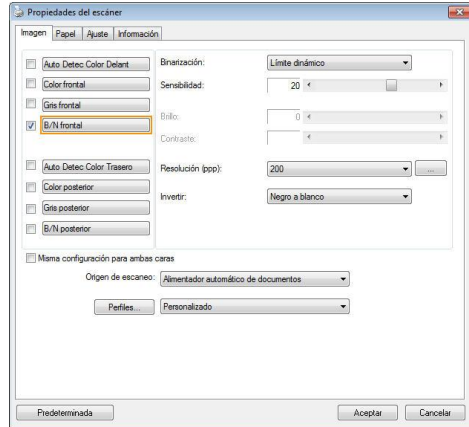 Propiedades del escáner
Imagen Papel Ajuste Información
Auto Detec Color Delant
Color frontal
Gris frontal
B/N frontal
Auto Detec Color Trasero
Color posterior
Gris posterior
B/N posterior
Binarización: Límite dinámico
Sensibilidad: 20
Brillo: 0
Contraste:
Resolución (ppp): 200 ...
Invertir: Negro a blanco
Misma configuración para ambas caras
Origen de escaneo: Alimentador automático de documentos
Perfiles... Personalizado
Predeterminada Aceptar Cancelar